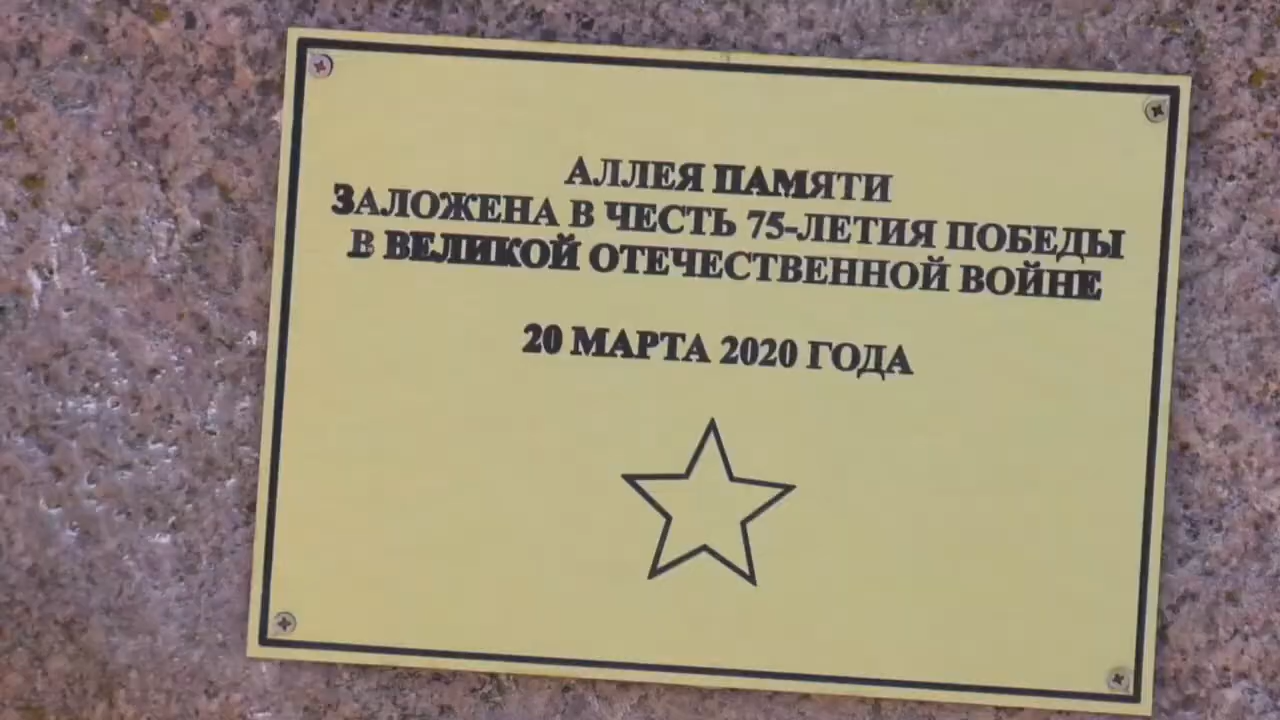 АЛЛЕЯ ПАМЯТИ
ЗАЛОЖЕНА В ЧЕСТЬ 75-ЛЕТИЯ ПОБЕДЫ
В ВЕЛИКОЙ ОТЕЧЕСТВЕННОЙ ВОЙНЕ
20 МАРТА 2020 ГОДА